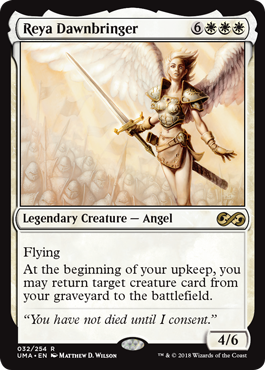 Reya Dawnbringer 6
Legendary Creature — Angel
Flying
At the beginning of your upkeep, you
may return target creature card from
your graveyard to the battlefield.
“You have not died until I consent.”
4/6
032/254 R
UMA • EN Matthew D. Wilson
™ & © 2018 Wizards of the Coast